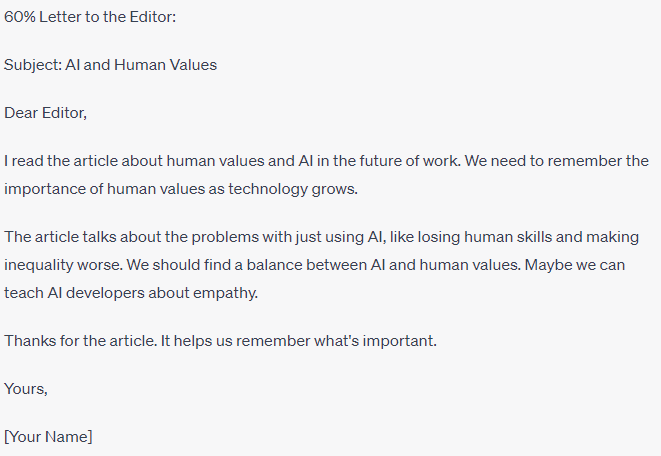 60% Letter to the Editor:
Subject: AI and Human Values
Dear Editor,
I read the article about human values and AI in the future of work. We need to remember the
importance of human values as technology grows.
The article talks about the problems with just using AI, like losing human skills and making
inequality worse. We should find a balance between AI and human values. Maybe we can
teach AI developers about empathy.
Thanks for the article. It helps us remember what's important.
Yours,
[Your Name]